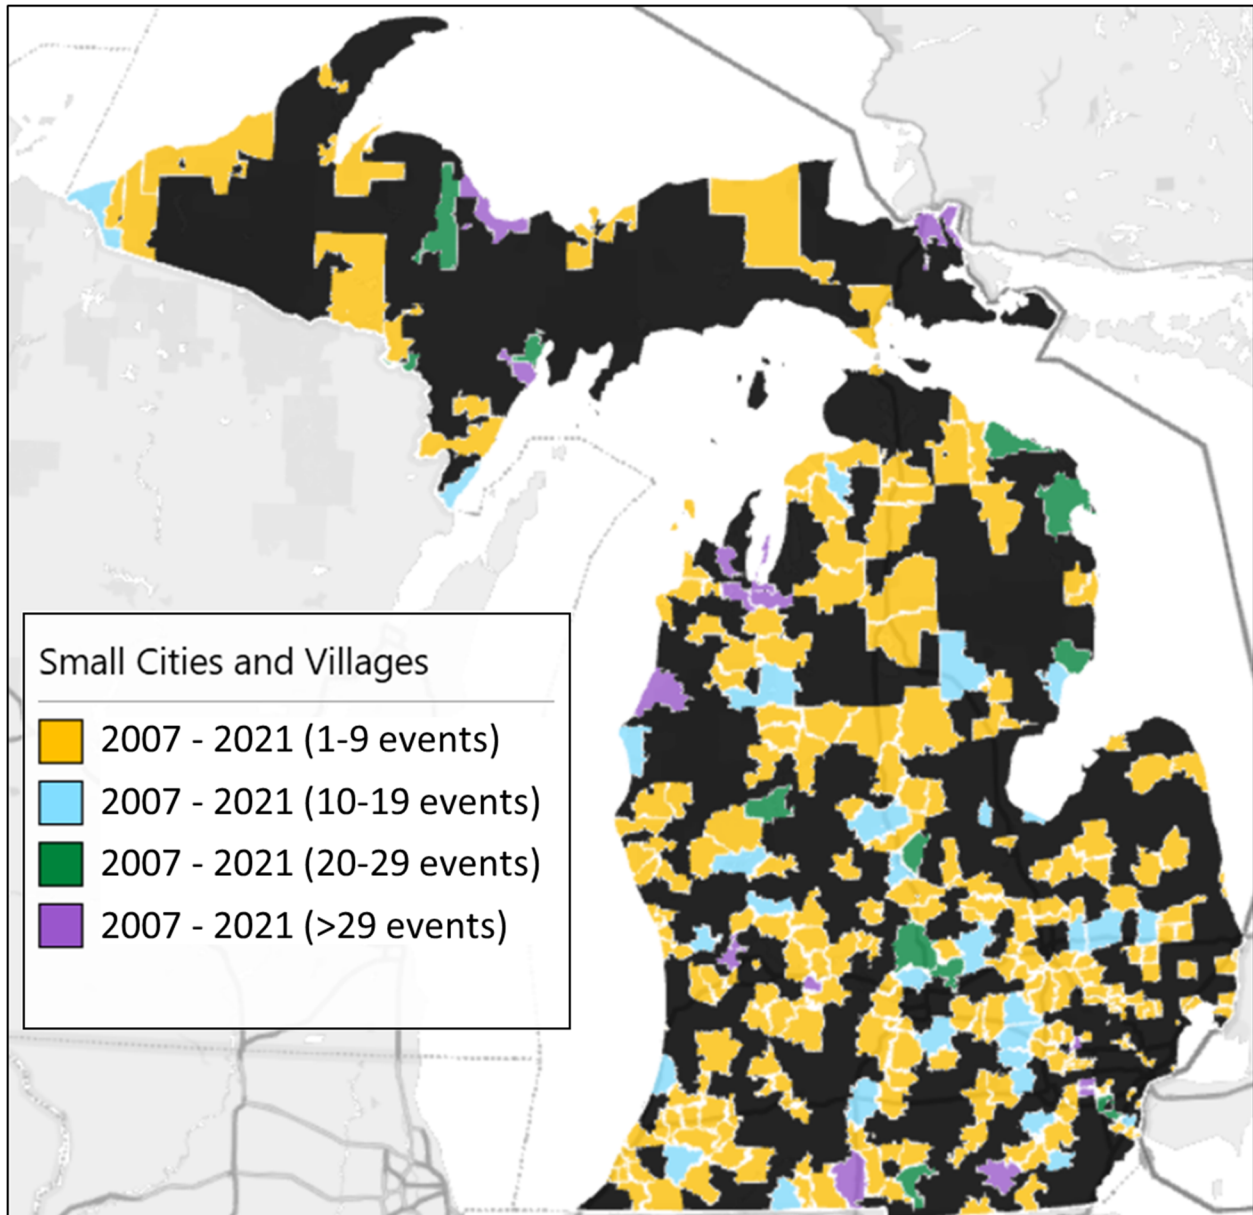 Small Cities and Villages
2007 - 2021 (1-9 events)
2007 - 2021 (10-19 events)
2007 - 2021 (20-29 events)
2007 - 2021 (>29 events)